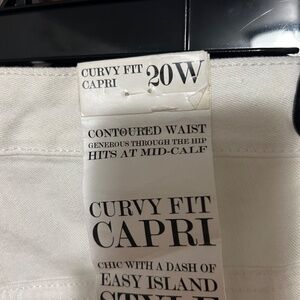 CURVY FIT
CAPRI
20W
CONTOURED WAIST
GENEROUS THROUGH THE HIP
HITS AT MID-CALF
CURVY FIT
CAPRI
CHIC WITH A DASH OF
EASY ISLAND
STYLE